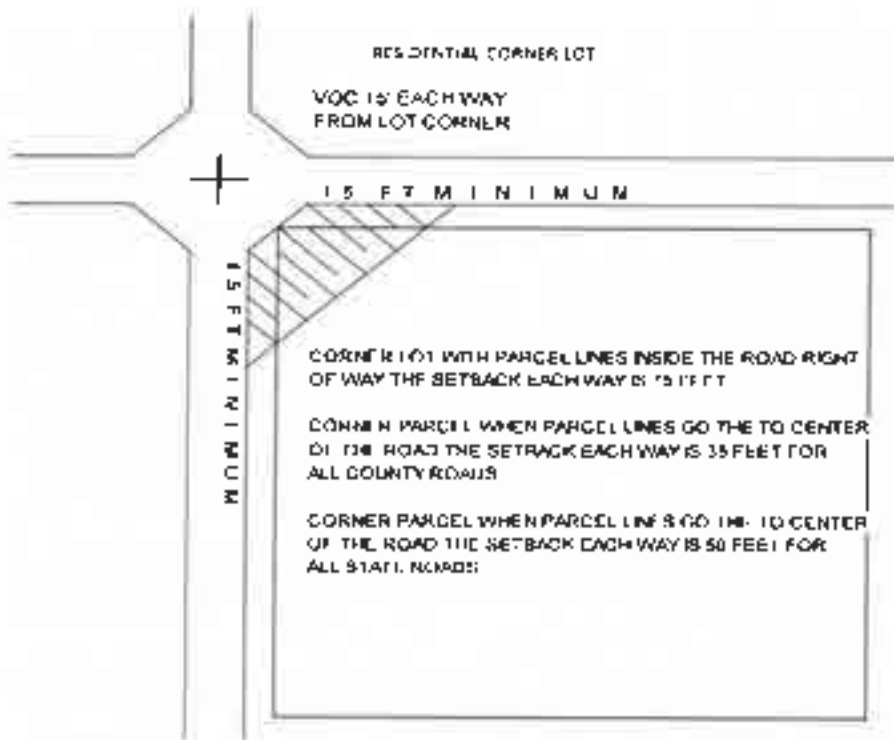 RESIDENTIAL CORNER LOT
VOC 15' EACH WAY
FROM LOT CORNER
15 FT MINIMUM
15 FT MINIMUM
CORNER LOT WITH PARCEL LINES INSIDE THE ROAD RIGHT
OF WAY THE SETBACK EACH WAY IS 15 FEET
CORNER PARCEL WHEN PARCEL LINES GO THE TO CENTER
OF THE ROAD THE SETBACK EACH WAY IS 35 FEET FOR
ALL COUNTY ROADS
CORNER PARCEL WHEN PARCEL LINES GO THE TO CENTER
OF THE ROAD THE SETBACK EACH WAY IS 50 FEET FOR
ALL STATE ROADS